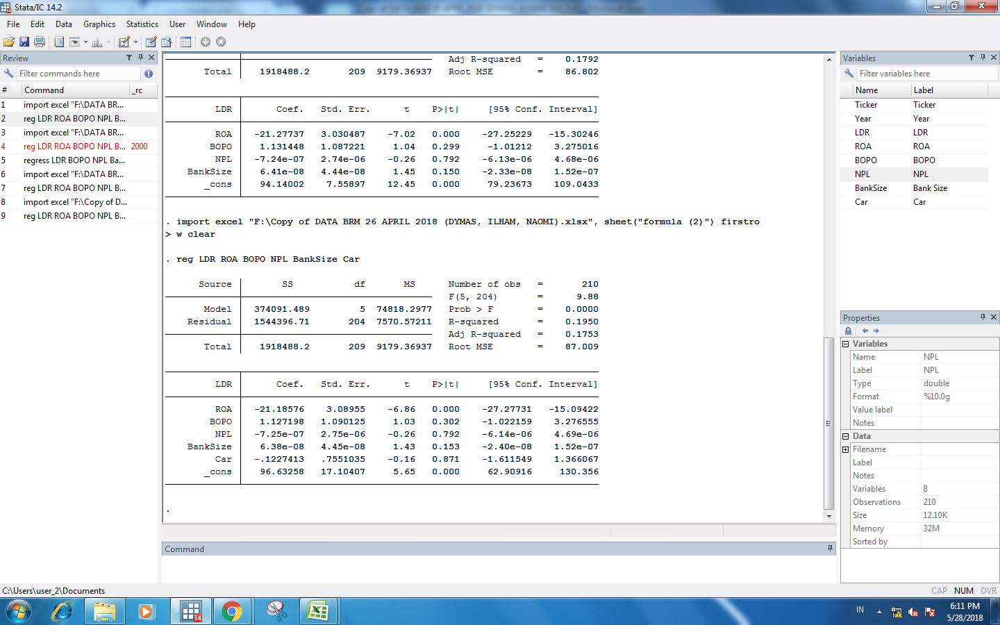 Stata/IC 14.2
File Edit Data Graphics Statistics User Window Help
Review
Filter commands here
# Command _rc
1 import excel "F:\DATA BR...
2 reg LDR ROA BOPO NPL B...
3 import excel "F:\DATA BR...
4 reg LDR ROA BOPO NPL B... 2000
5 regress LDR BOPO NPL Ba...
6 import excel "F:\DATA BR...
7 reg LDR ROA BOPO NPL B...
8 import excel "F:\Copy of D...
9 reg LDR ROA BOPO NPL B...
Adj R-squared = 0.1792
Total 1918488.2 209 9179.36937 Root MSE = 86.802
LDR Coef. Std. Err. t P>|t| [95% Conf. Interval]
ROA -21.27737 3.030487 -7.02 0.000 -27.25229 -15.30246
BOPO 1.131448 1.087221 1.04 0.299 -1.01212 3.275016
NPL -7.24e-07 2.74e-06 -0.26 0.792 -6.13e-06 4.68e-06
BankSize 6.41e-08 4.44e-08 1.45 0.150 -2.33e-08 1.52e-07
_cons 94.14002 7.55897 12.45 0.000 79.23673 109.0433
. import excel "F:\Copy of DATA BRM 26 APRIL 2018 (DYMAS, ILHAM, NAOMI).xlsx", sheet("formula (2)") firstro
> w clear
. reg LDR ROA BOPO NPL BankSize Car
Source SS df MS Number of obs = 210
F(5, 204) = 9.88
Model 374091.489 5 74818.2977 Prob > F = 0.0000
Residual 1544396.71 204 7570.57211 R-squared = 0.1950
Adj R-squared = 0.1753
Total 1918488.2 209 9179.36937 Root MSE = 87.009
LDR Coef. Std. Err. t P>|t| [95% Conf. Interval]
ROA -21.18576 3.08955 -6.86 0.000 -27.27731 -15.09422
BOPO 1.127198 1.090125 1.03 0.302 -1.022159 3.276555
NPL -7.25e-07 2.75e-06 -0.26 0.792 -6.14e-06 4.69e-06
BankSize 6.38e-08 4.45e-08 1.43 0.153 -2.40e-08 1.52e-07
Car -.1227413 .7551035 -0.16 0.871 -1.611549 1.366067
_cons 96.63258 17.10407 5.65 0.000 62.90916 130.356
.
Command
Variables
Filter variables here
Name Label
Ticker Ticker
Year Year
LDR LDR
ROA ROA
BOPO BOPO
NPL NPL
BankSize Bank Size
Car Car
Properties
Variables
Name NPL
Label NPL
Type double
Format %10.0g
Value label
Notes
Data
Filename
Label
Notes
Variables 8
Observations 210
Size 12.10K
Memory 32M
Sorted by
C:\Users\user_2\Documents
CAP NUM OVR
14
IN
6:11 PM
5/28/2018